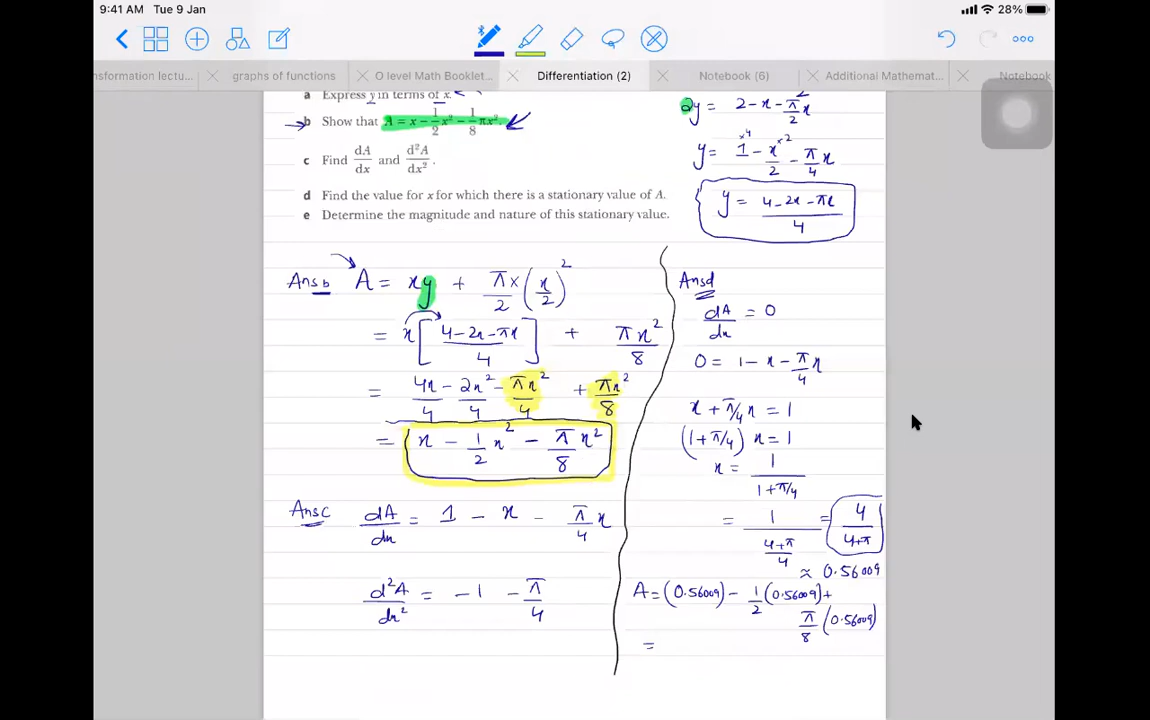 9:41 AM Tue 9 Jan
28%
nsformation lectu...
graphs of functions
O level Math Booklet...
Differentiation (2)
Notebook (6)
Additional Mathemat...
Notebook
a Express y in terms of x.
b Show that A = x − 1/2 x² − 1/8 πx².
c Find dA/dx and d²A/dx².
d Find the value for x for which there is a stationary value of A.
e Determine the magnitude and nature of this stationary value.
2y = 2 − x − π/2 x
y = 1 − x/2 − π/4 x
x4 x2
y = (4 − 2x − πx)/4
Ans b A = xy + π/2 × (x/2)²
= x[(4 − 2x − πx)/4] + πx²/8
= 4x/4 − 2x²/4 − πx²/4 + πx²/8
= x − 1/2 x² − π/8 x²
Ans c dA/dx = 1 − x − π/4 x
d²A/dx² = −1 − π/4
Ans d
dA/dx = 0
0 = 1 − x − π/4 x
x + π/4 x = 1
(1 + π/4) x = 1
x = 1/(1 + π/4)
= 1/((4+π)/4) = 4/(4+π)
≈ 0.56009
A = (0.56009) − 1/2 (0.56009) +
π/8 (0.56009)
=